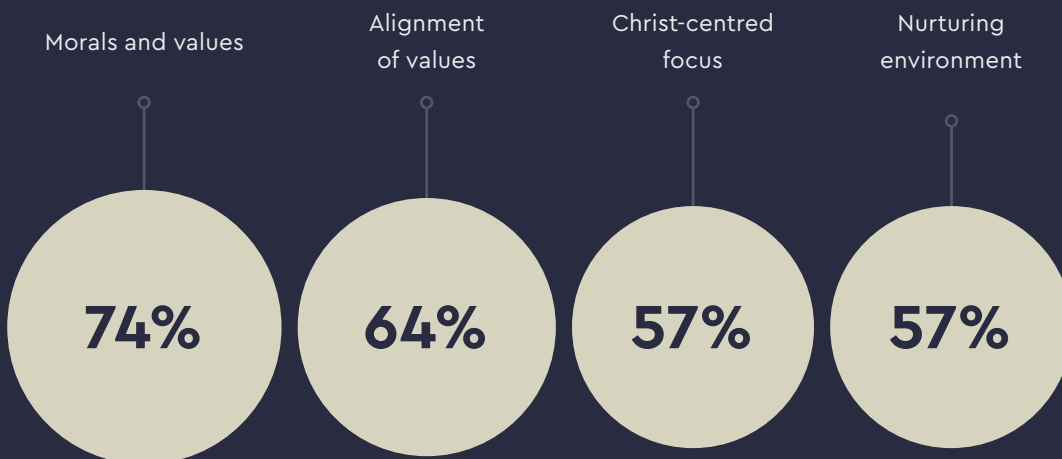 Morals and values
Alignment
of values
Christ-centred
focus
Nurturing
environment
74%
64%
57%
57%